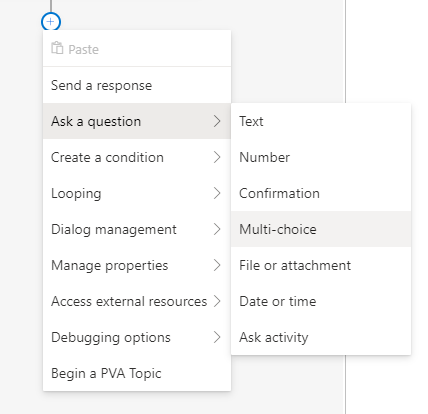 Paste
Send a response
Ask a question
Create a condition
Looping
Dialog management
Manage properties
Access external resources
Debugging options
Begin a PVA Topic
Text
Number
Confirmation
Multi-choice
File or attachment
Date or time
Ask activity